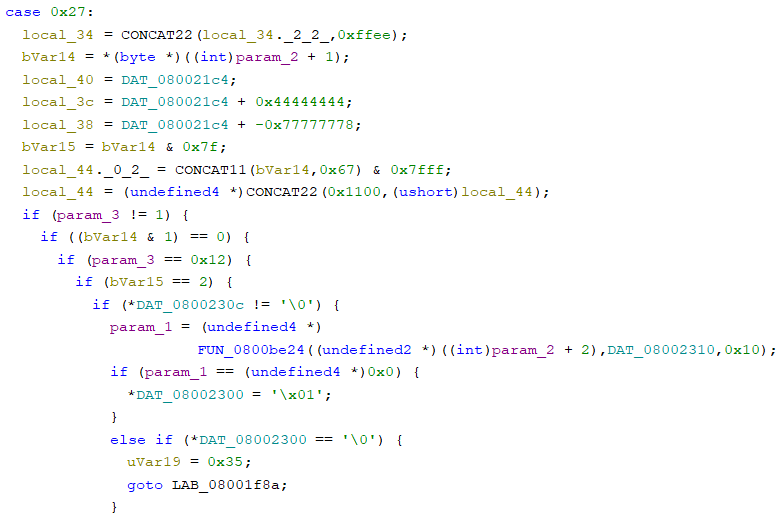 case 0x27:
local_34 = CONCAT22(local_34._2_2_,0xffee);
bVar14 = *(byte *)((int)param_2 + 1);
local_40 = DAT_080021c4;
local_3c = DAT_080021c4 + 0x44444444;
local_38 = DAT_080021c4 + -0x77777778;
bVar15 = bVar14 & 0x7f;
local_44._0_2_ = CONCAT11(bVar14,0x67) & 0x7fff;
local_44 = (undefined4 *)CONCAT22(0x1100,(ushort)local_44);
if (param_3 != 1) {
if ((bVar14 & 1) == 0) {
if (param_3 == 0x12) {
if (bVar15 == 2) {
if (*DAT_0800230c != '\0') {
param_1 = (undefined4 *)
FUN_0800be24((undefined2 *)((int)param_2 + 2),DAT_08002310,0x10);
if (param_1 == (undefined4 *)0x0) {
*DAT_08002300 = '\x01';
}
else if (*DAT_08002300 == '\0') {
uVar19 = 0x35;
goto LAB_08001f8a;
}